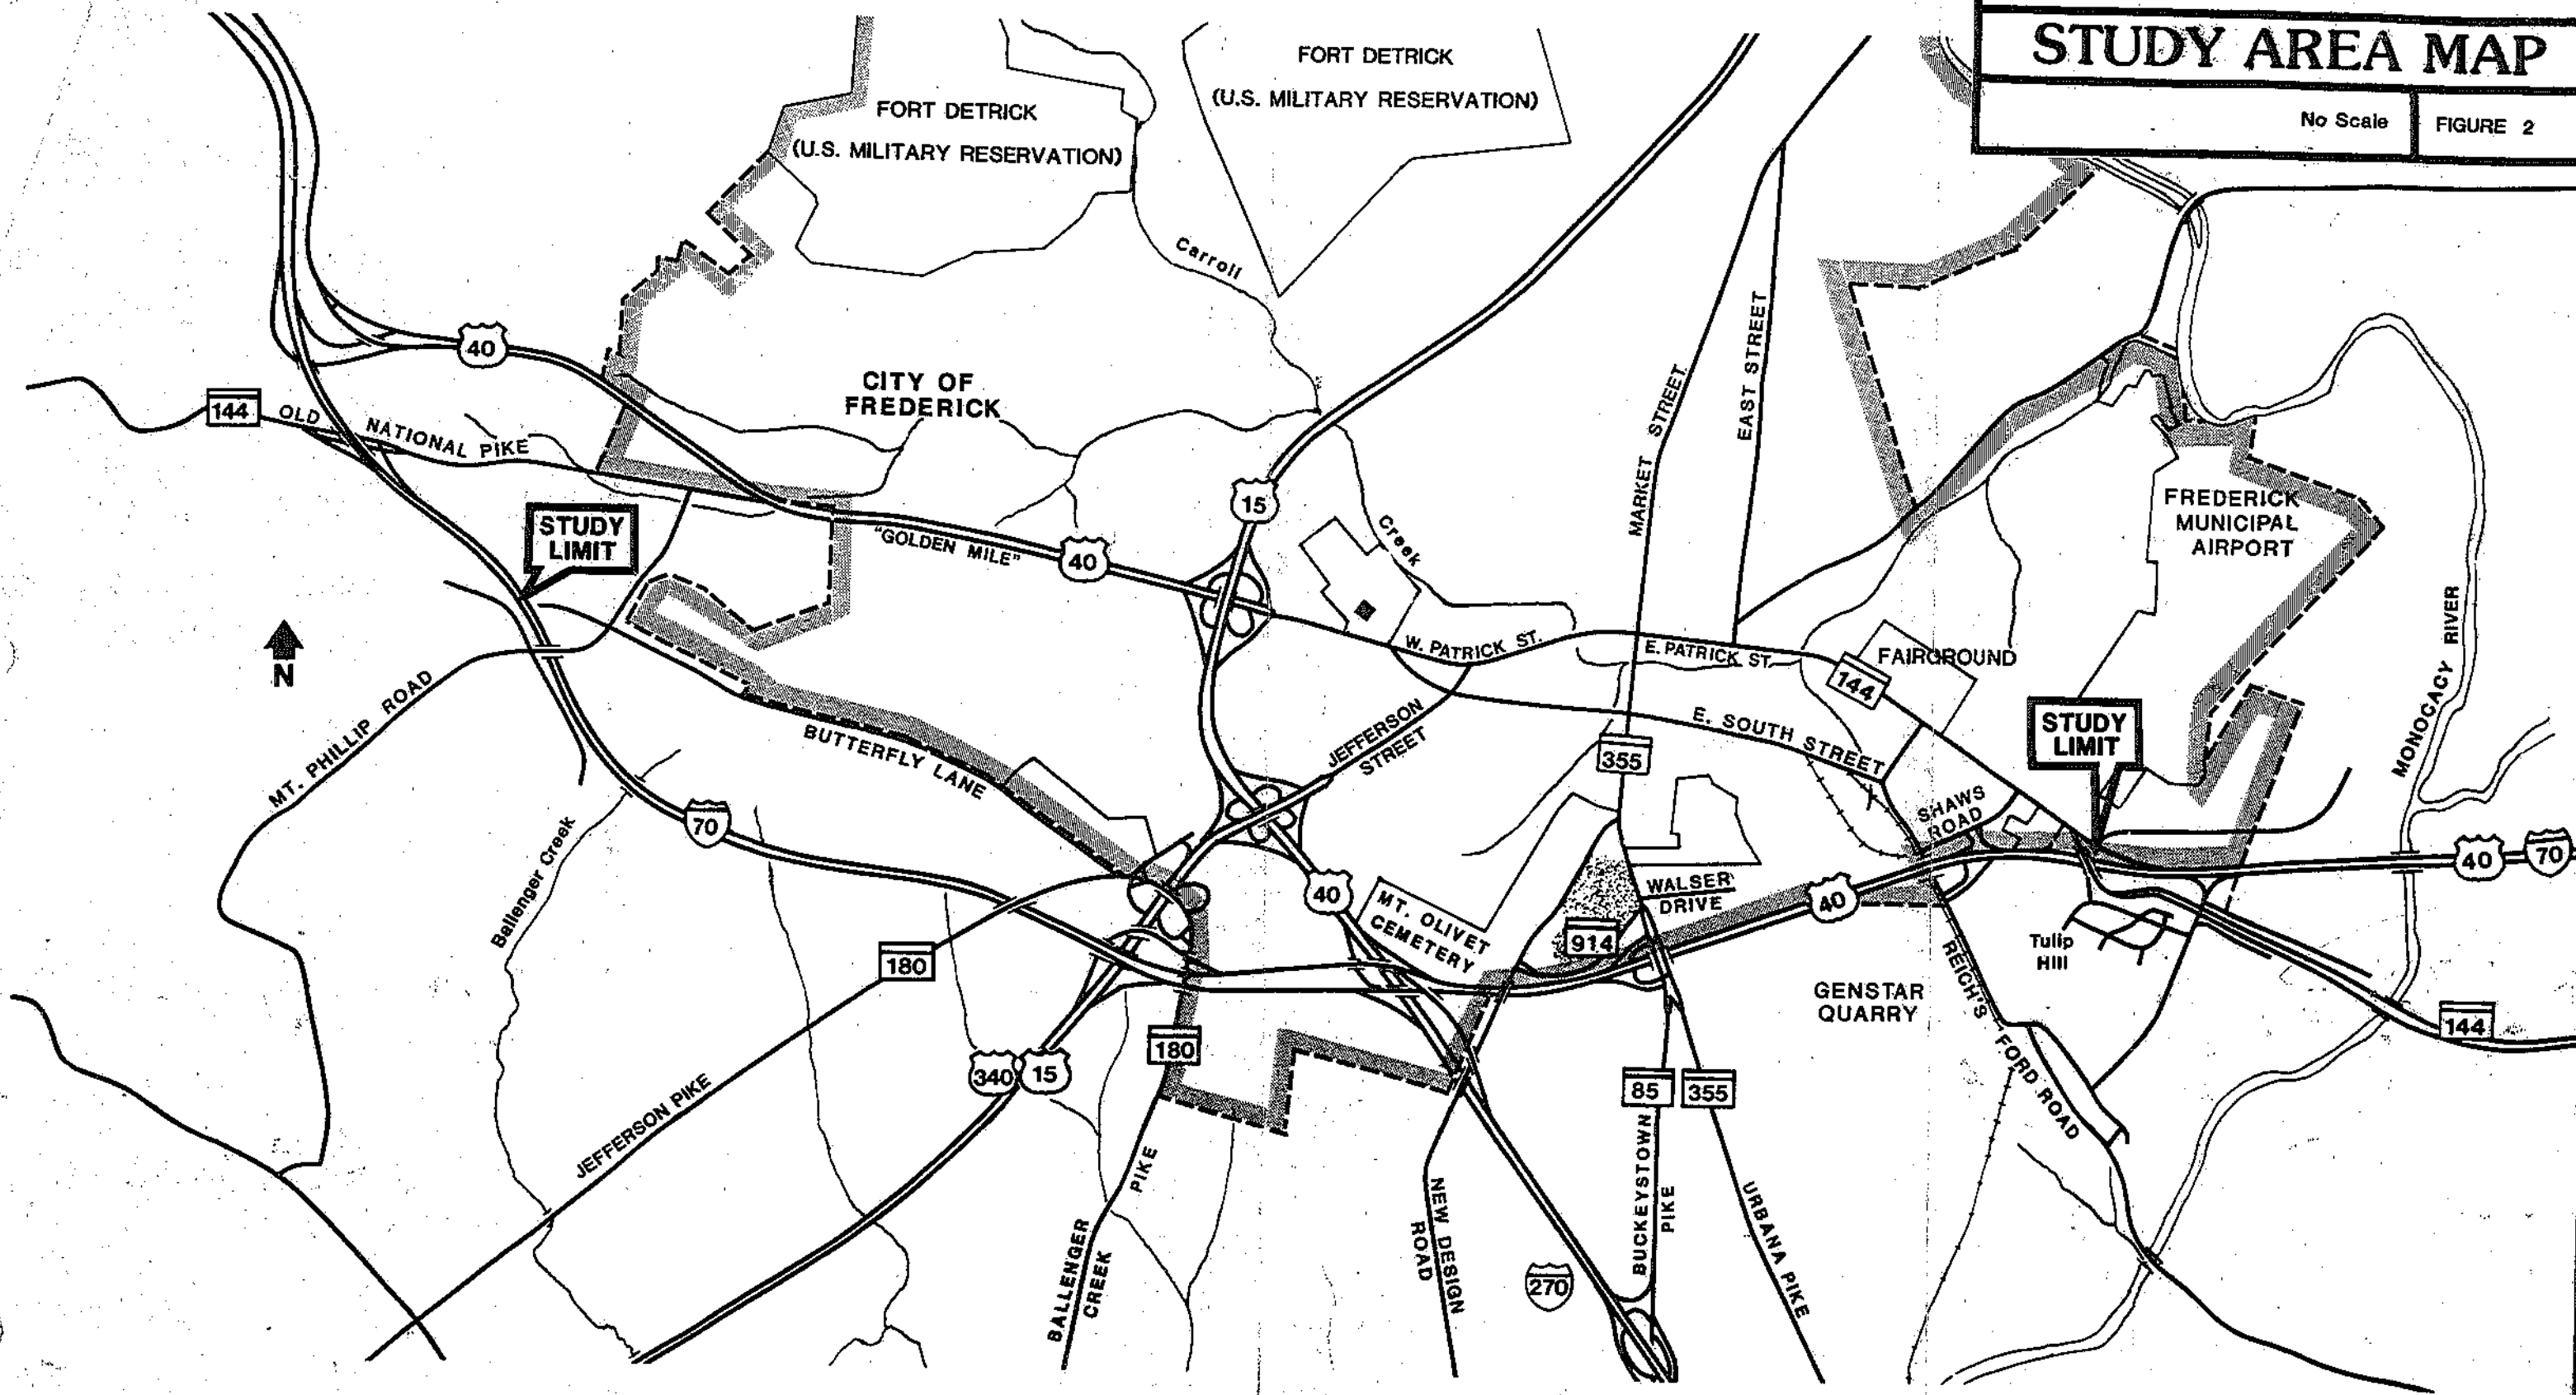 STUDY AREA MAP
No Scale
FIGURE 2
FORT DETRICK
(U.S. MILITARY RESERVATION)
FORT DETRICK
(U.S. MILITARY RESERVATION)
Carroll
40
CITY OF
FREDERICK
144
OLD NATIONAL PIKE
STUDY
LIMIT
"GOLDEN MILE"
40
15
Creek
MARKET STREET
EAST STREET
FREDERICK
MUNICIPAL
AIRPORT
MONOCACY RIVER
N
W. PATRICK ST.
E. PATRICK ST.
144
FAIRGROUND
MT. PHILLIP ROAD
BUTTERFLY LANE
JEFFERSON
STREET
E. SOUTH STREET
355
STUDY
LIMIT
SHAWS
ROAD
70
Ballenger Creek
40
MT. OLIVET
CEMETERY
WALSER
DRIVE
914
40
40
70
180
Tulip
Hill
REICH'S FORD ROAD
GENSTAR
QUARRY
144
180
340
15
85
355
JEFFERSON PIKE
BALLENGER
CREEK
PIKE
NEW DESIGN
ROAD
270
BUCKEYSTOWN
PIKE
URBANA PIKE